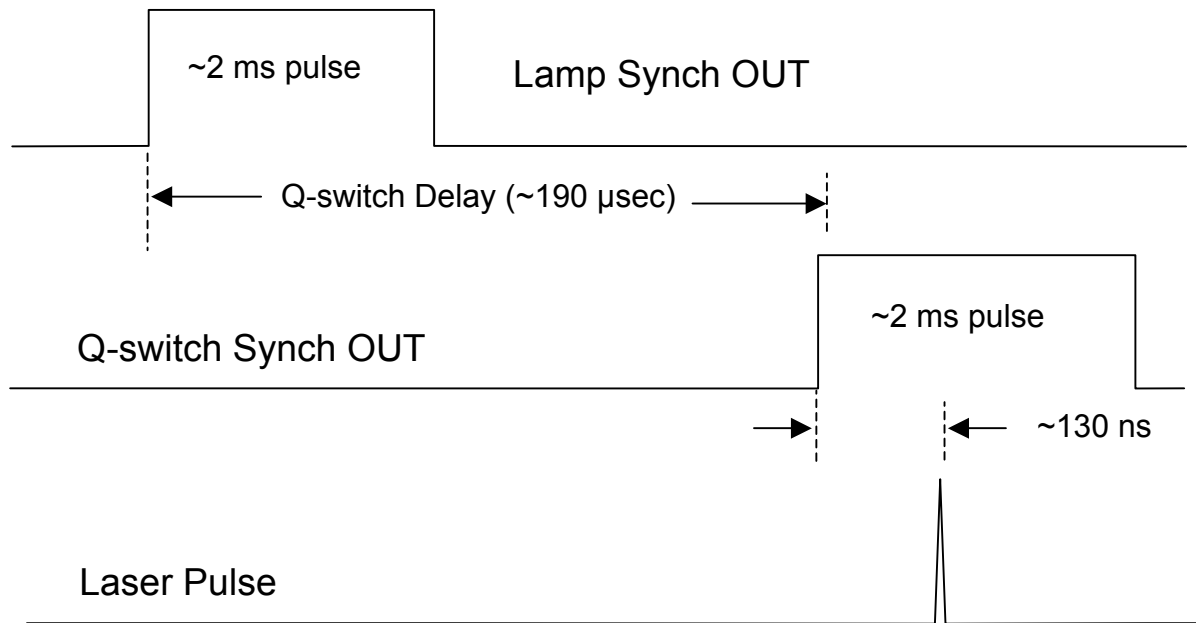 ~2 ms pulse
Lamp Synch OUT
Q-switch Delay (~190 µsec)
~2 ms pulse
Q-switch Synch OUT
~130 ns
Laser Pulse